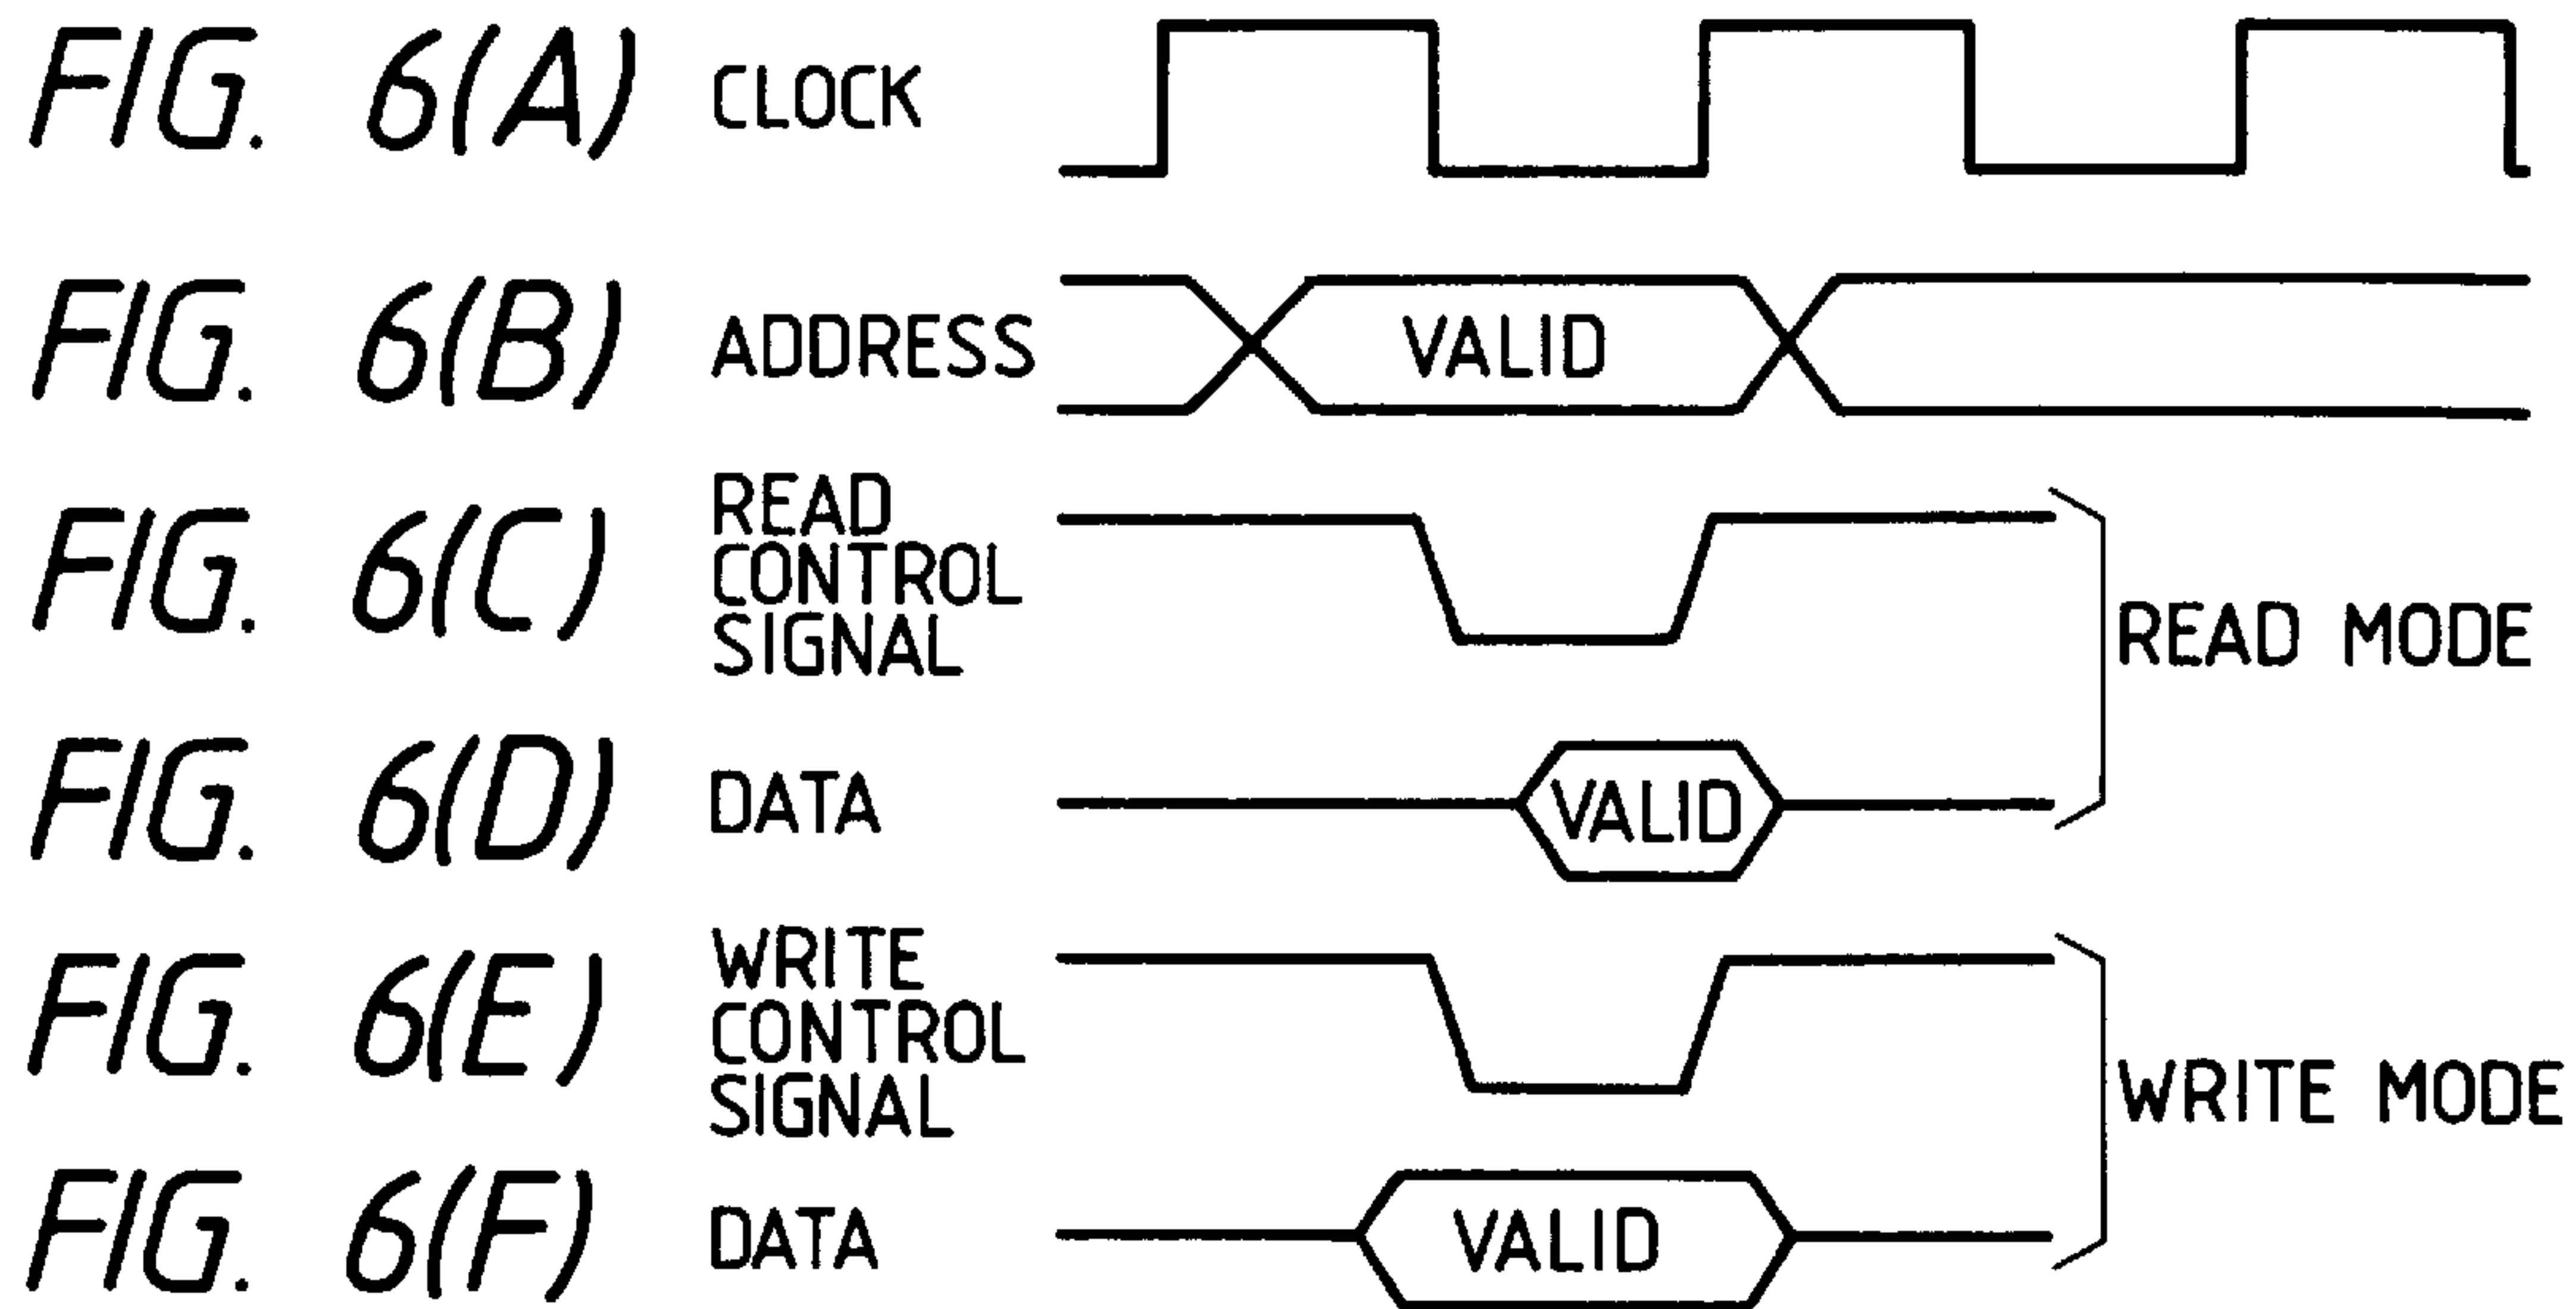 FIG. 6(A) CLOCK
FIG. 6(B) ADDRESS VALID
FIG. 6(C) READ
CONTROL
SIGNAL
READ MODE
FIG. 6(D) DATA VALID
FIG. 6(E) WRITE
CONTROL
SIGNAL
WRITE MODE
FIG. 6(F) DATA VALID